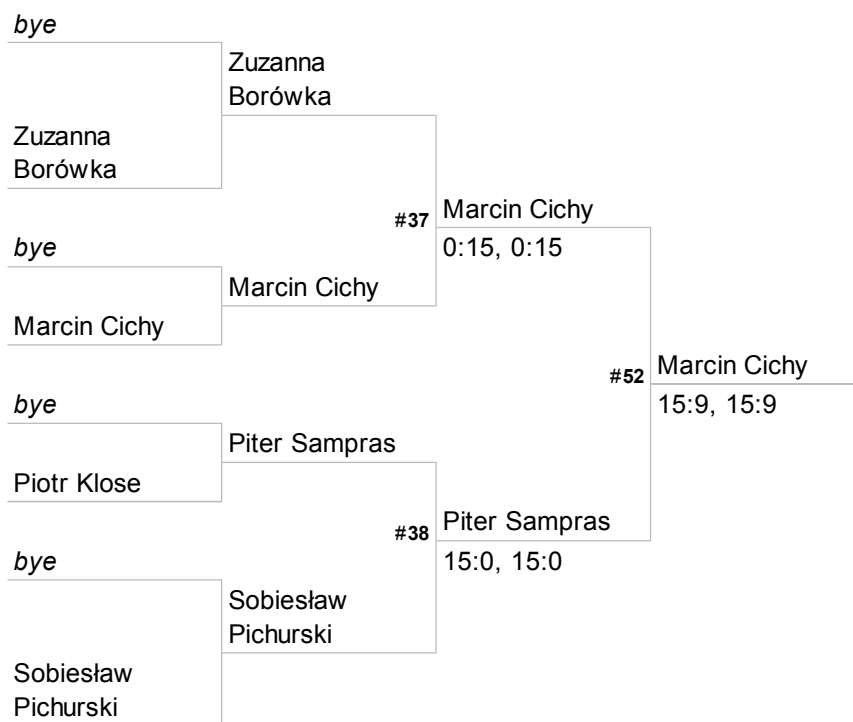 bye
Zuzanna
Borówka
Zuzanna
Borówka
#37
Marcin Cichy
0:15, 0:15
bye
Marcin Cichy
Marcin Cichy
#52
Marcin Cichy
15:9, 15:9
bye
Piter Sampras
Piotr Klose
#38
Piter Sampras
15:0, 15:0
bye
Sobiesław
Pichurski
Sobiesław
Pichurski